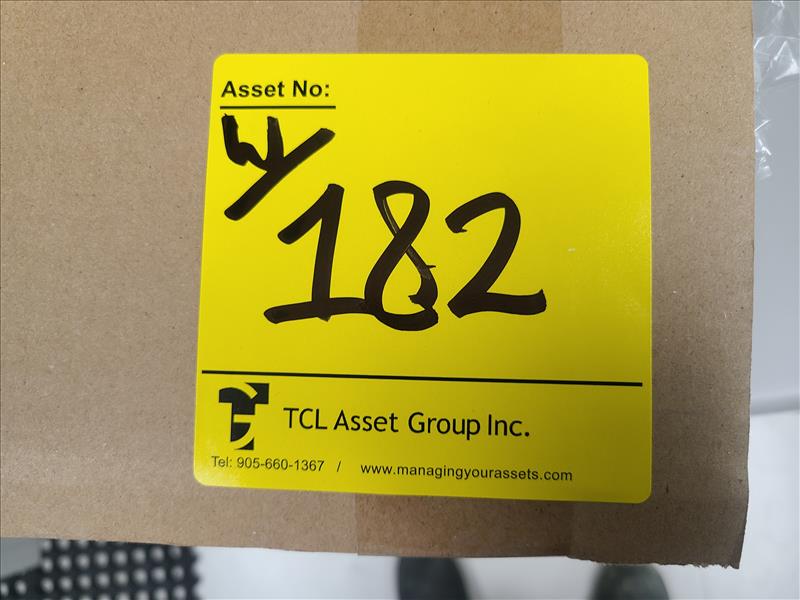 Asset No:
W/
182
TCL Asset Group Inc.
Tel: 905-660-1367 / www.managingyourassets.com